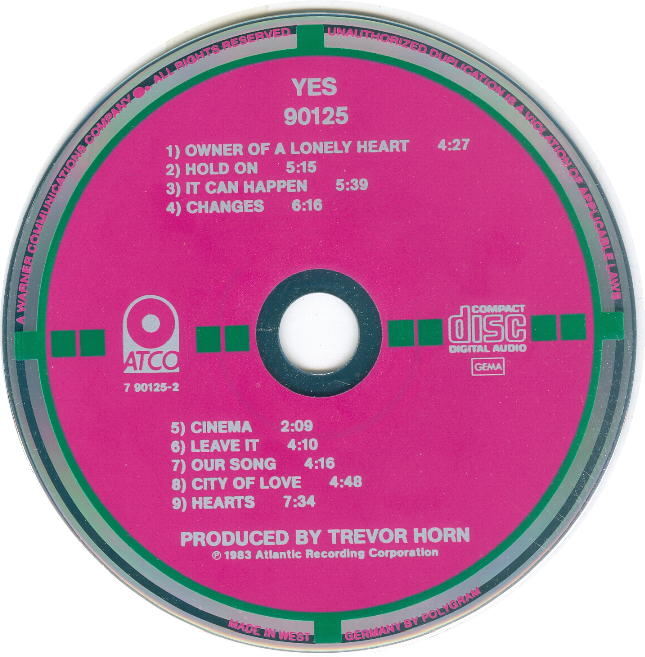 A WARNER COMMUNICATIONS COMPANY ●. ALL RIGHTS RESERVED
UNAUTHORIZED DUPLICATION IS A VIOLATION OF APPLICABLE LAWS
YES
90125
1) OWNER OF A LONELY HEART 4:27
2) HOLD ON 5:15
3) IT CAN HAPPEN 5:39
4) CHANGES 6:16
ATCO
7 90125-2
COMPACT
disc
DIGITAL AUDIO
GEMA
5) CINEMA 2:09
6) LEAVE IT 4:10
7) OUR SONG 4:16
8) CITY OF LOVE 4:48
9) HEARTS 7:34
PRODUCED BY TREVOR HORN
℗ 1983 Atlantic Recording Corporation
MADE IN WEST GERMANY BY POLYGRAM